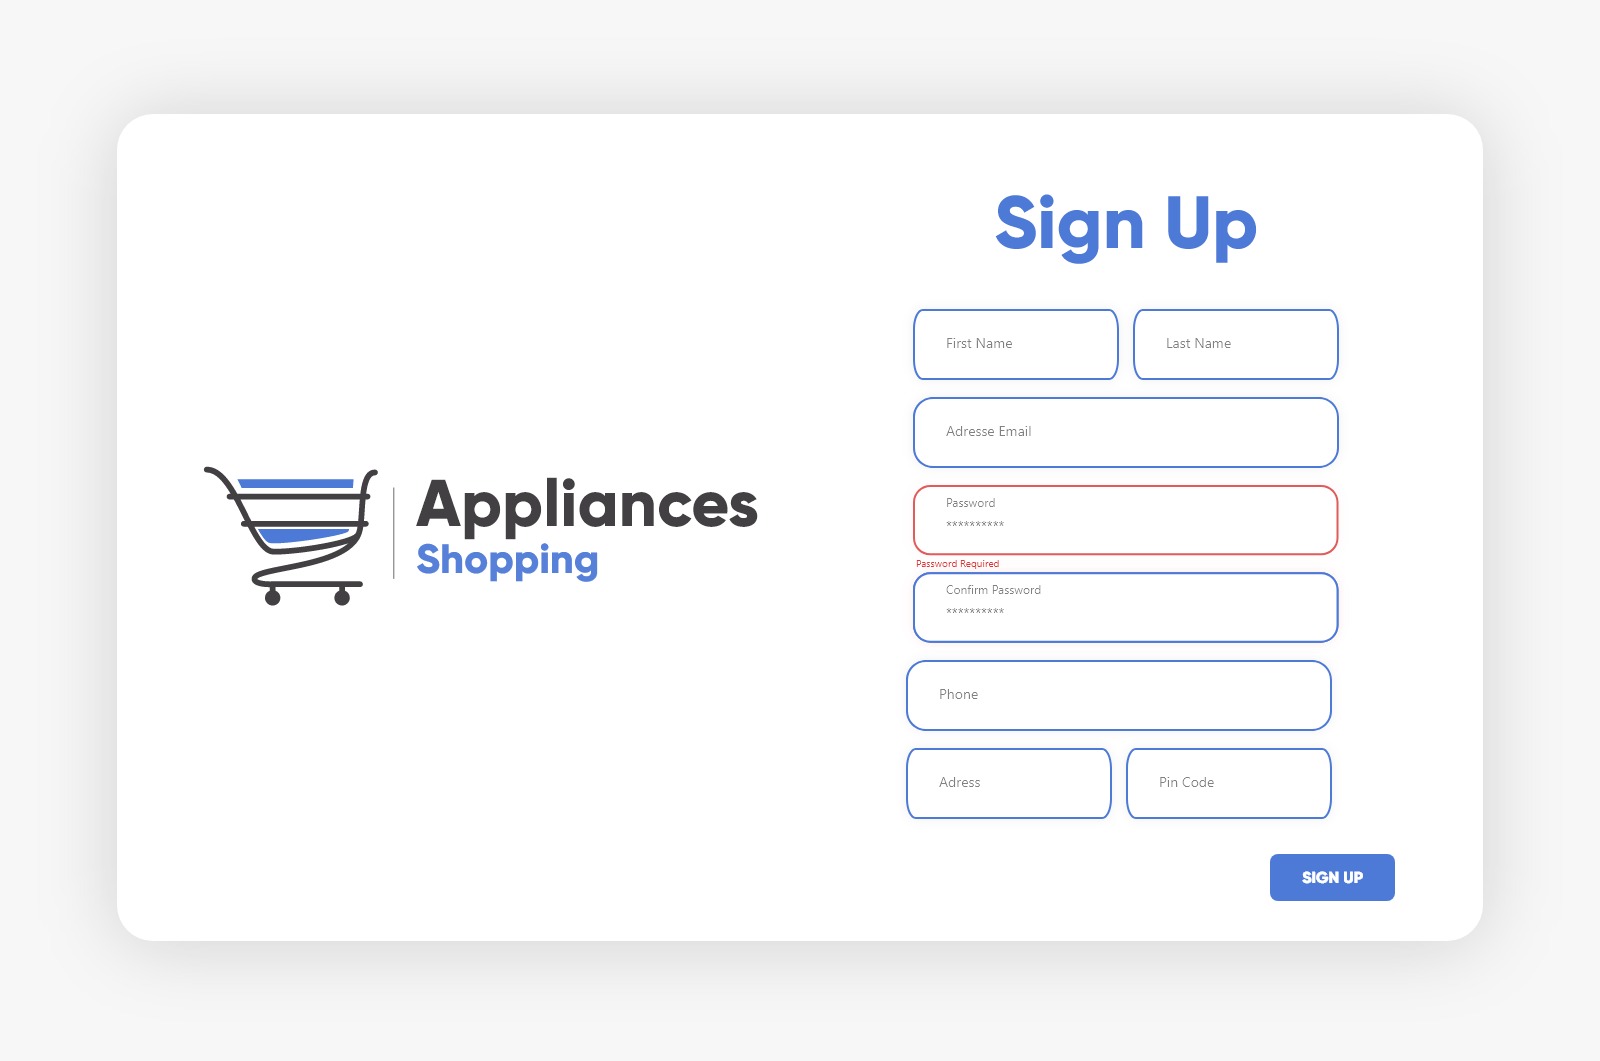 Sign Up
First Name
Last Name
Adresse Email
Appliances
Shopping
Password
**********
Password Required
Confirm Password
**********
Phone
Adress
Pin Code
SIGN UP